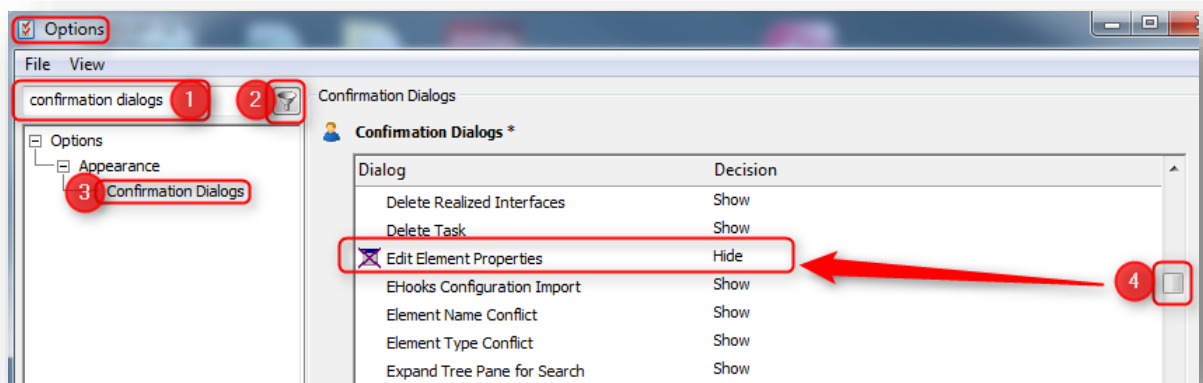 Options
File View
confirmation dialogs 1 2
Options
Appearance
3 Confirmation Dialogs
Confirmation Dialogs
Confirmation Dialogs *
Dialog Decision
Delete Realized Interfaces Show
Delete Task Show
Edit Element Properties Hide
EHooks Configuration Import Show
4
Element Name Conflict Show
Element Type Conflict Show
Expand Tree Pane for Search Show